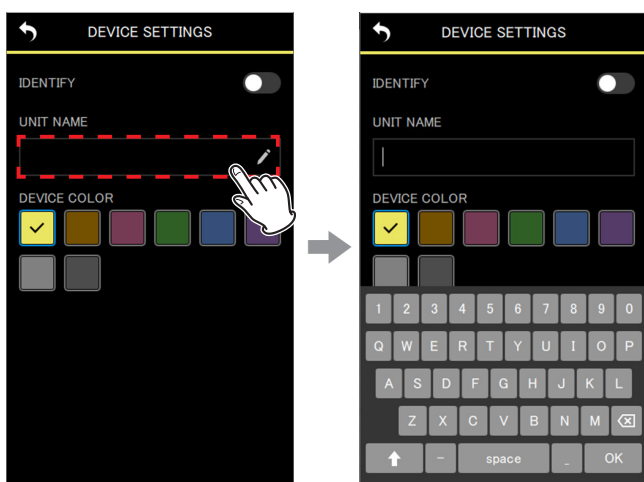 DEVICE SETTINGS
IDENTIFY
UNIT NAME
DEVICE COLOR
DEVICE SETTINGS
IDENTIFY
UNIT NAME
DEVICE COLOR
1 2 3 4 5 6 7 8 9 0
Q W E R T Y U I O P
A S D F G H J K L
Z X C V B N M
- space _ OK